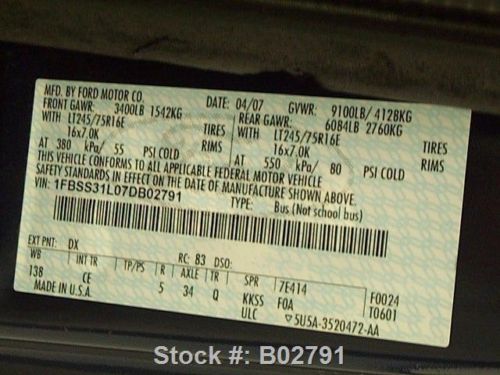 MFD. BY FORD MOTOR CO. DATE: 04/07 GVWR: 9100LB/ 4128KG
FRONT GAWR: 3400LB 1542KG REAR GAWR: 6084LB 2760KG
WITH LT245/75R16E TIRES WITH LT245/75R16E TIRES
16x7.0K RIMS 16x7.0K RIMS
AT 380 kPa/ 55 PSI COLD AT 550 kPa/ 80 PSI COLD
THIS VEHICLE CONFORMS TO ALL APPLICABLE FEDERAL MOTOR VEHICLE
SAFETY STANDARDS IN EFFECT ON THE DATE OF MANUFACTURE SHOWN ABOVE.
VIN: 1FBSS31L07DB02791 TYPE: Bus (Not school bus)
EXT PNT: DX RC: 83 DSO:
WB INT TR TP/PS R AXLE TR SPR 7E414 F0024
138 CE 5 34 Q KKSS FOA T0601
MADE IN U.S.A. ULC ▽5U5A-3520472-AA
Stock #: B02791